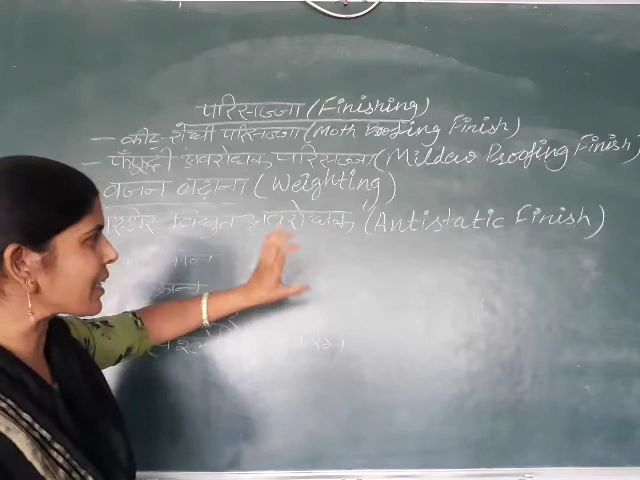 परिसज्जा (Finishing)
- कीट-रोधी परिसज्जा (Moth Proofing Finish)
- फफूंदी अवरोधक परिसज्जा (Mildew Proofing Finish)
वजन बढ़ाना (Weighting)
विद्युत अवरोधक (Antistatic Finish)